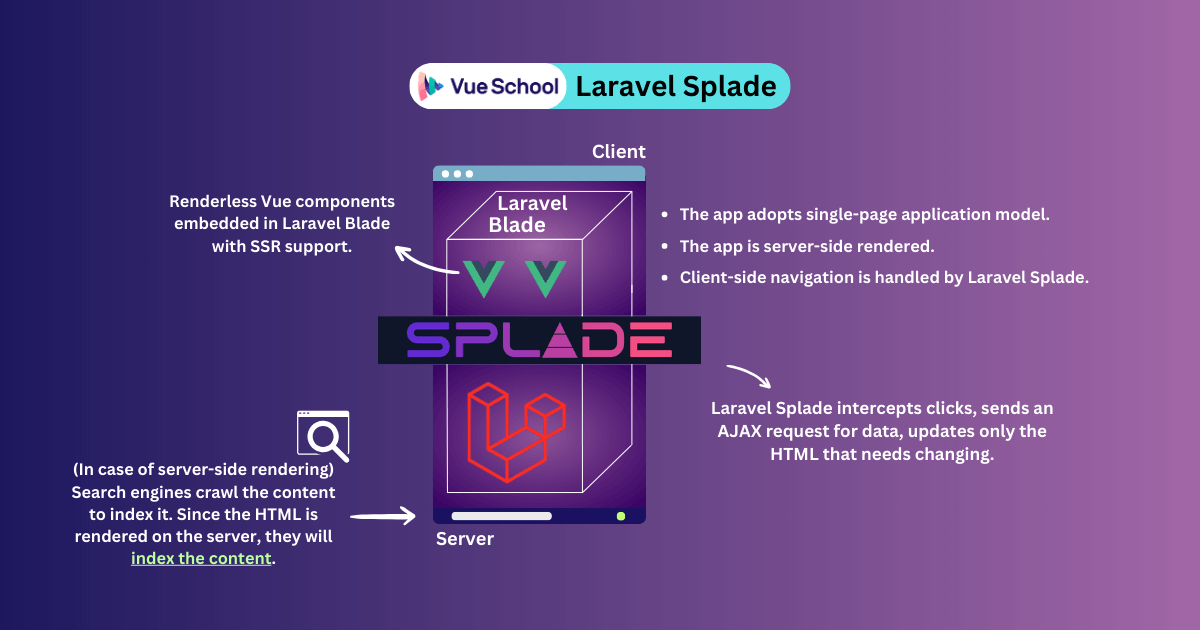 Vue School Laravel Splade
Client
Laravel
Blade
Renderless Vue components
embedded in Laravel Blade
with SSR support.
• The app adopts single-page application model.
• The app is server-side rendered.
• Client-side navigation is handled by Laravel Splade.
SPLADE
Laravel Splade intercepts clicks, sends an
AJAX request for data, updates only the
HTML that needs changing.
(In case of server-side rendering)
Search engines crawl the content
to index it. Since the HTML is
rendered on the server, they will
index the content.
Server